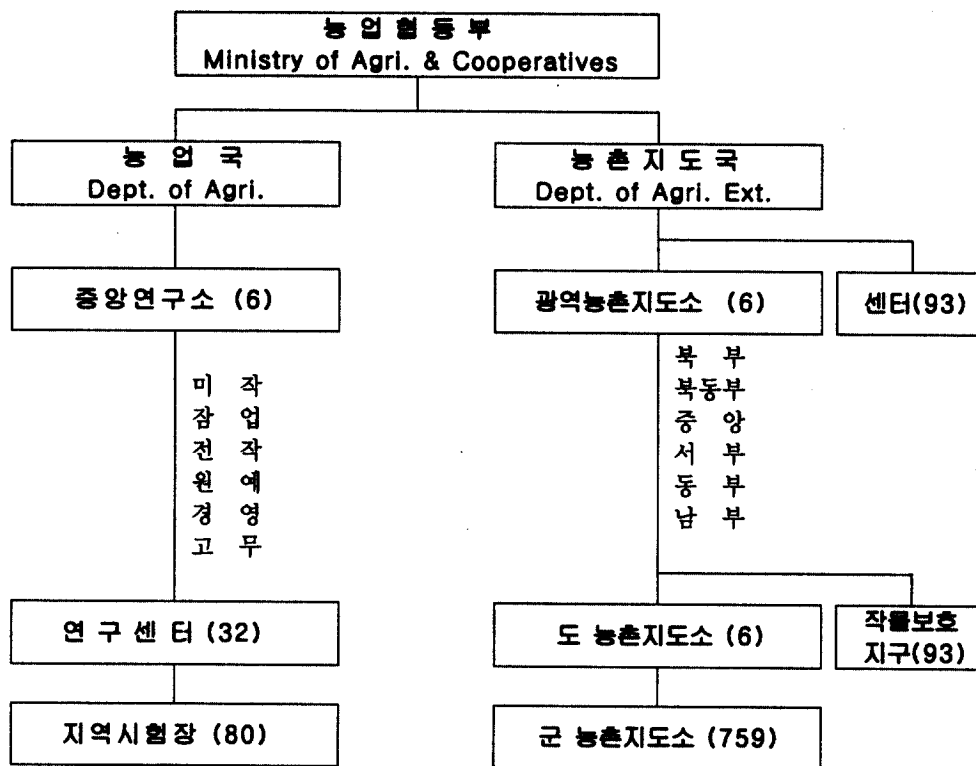 농 업 협 동 부
Ministry of Agri. & Cooperatives
농 업 국
Dept. of Agri.
농 촌 지 도 국
Dept. of Agri. Ext.
중앙연구소 (6)
광역농촌지도소 (6)
센터(93)
미 작
잠 업
전 작
원 예
경 영
고 무
북 부
북동부
중 앙
서 부
동 부
남 부
연 구 센 터 (32)
도 농촌지도소 (6)
작물보호
지구(93)
지역시험장 (80)
군 농촌지도소 (759)